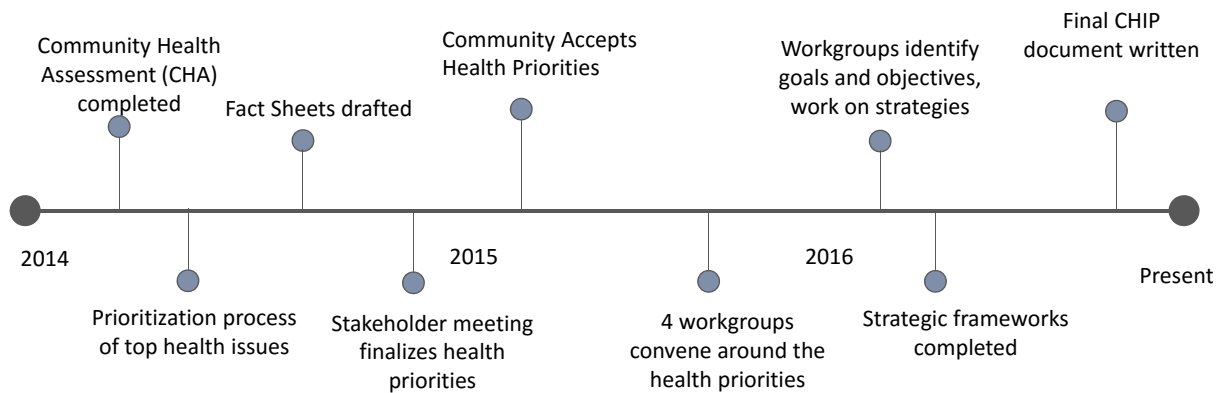 Community Health
Assessment (CHA)
completed
Fact Sheets drafted
Community Accepts
Health Priorities
Workgroups identify
goals and objectives,
work on strategies
Final CHIP
document written
2014
2015
2016
Present
Prioritization process
of top health issues
Stakeholder meeting
finalizes health
priorities
4 workgroups
convene around the
health priorities
Strategic frameworks
completed